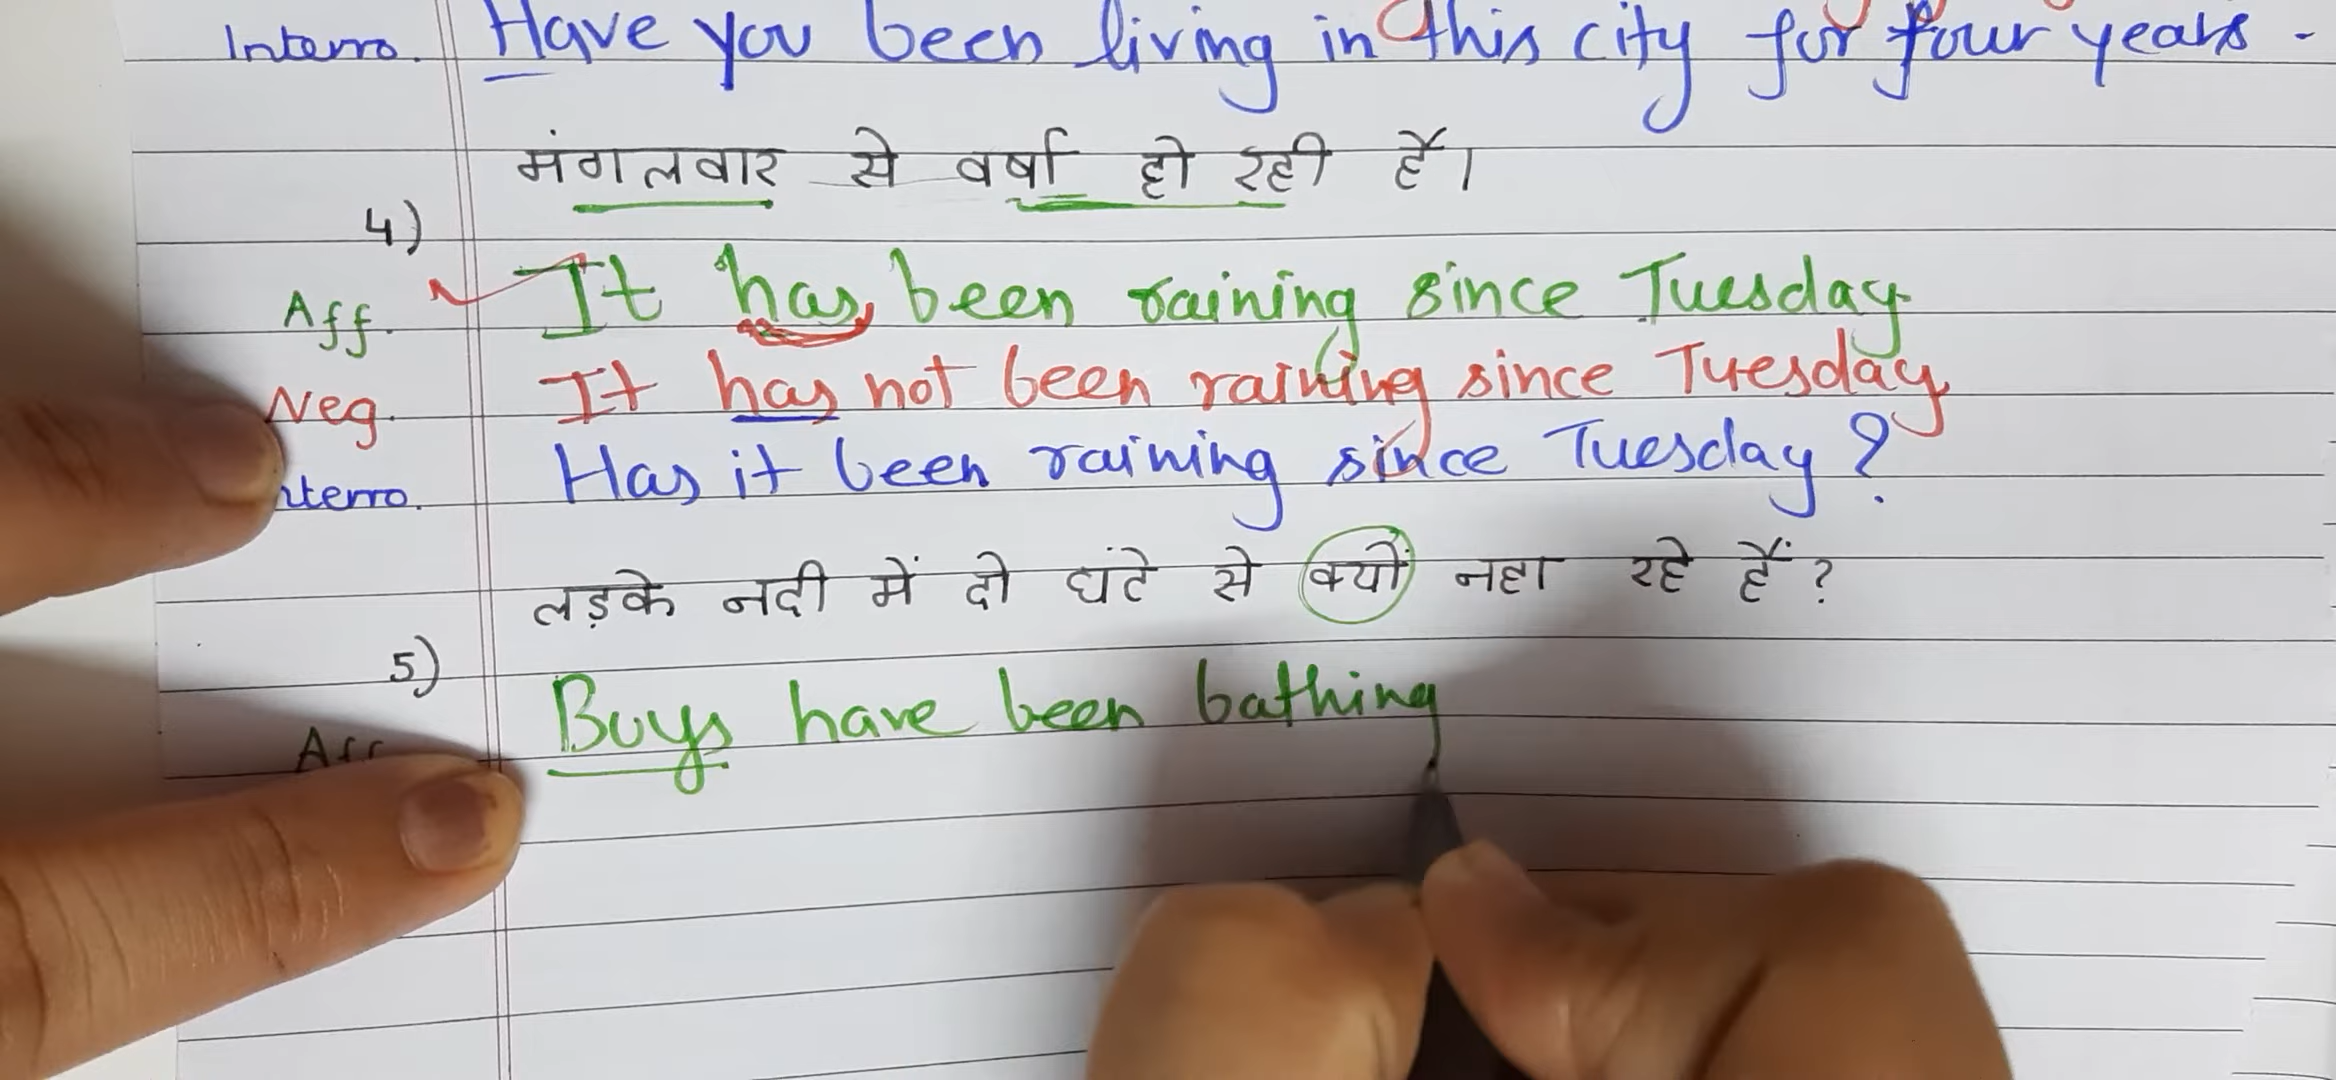 Interro. Have you been living in this city for four years -
मंगलवार से वर्षा हो रही है।
4)
Aff. It has been raining since Tuesday
Neg. It has not been raining since Tuesday
nterro. Has it been raining since Tuesday ?
लड़के नदी में दो घंटे से क्यों नहा रहे हैं ?
5)
Aff Boys have been bathing